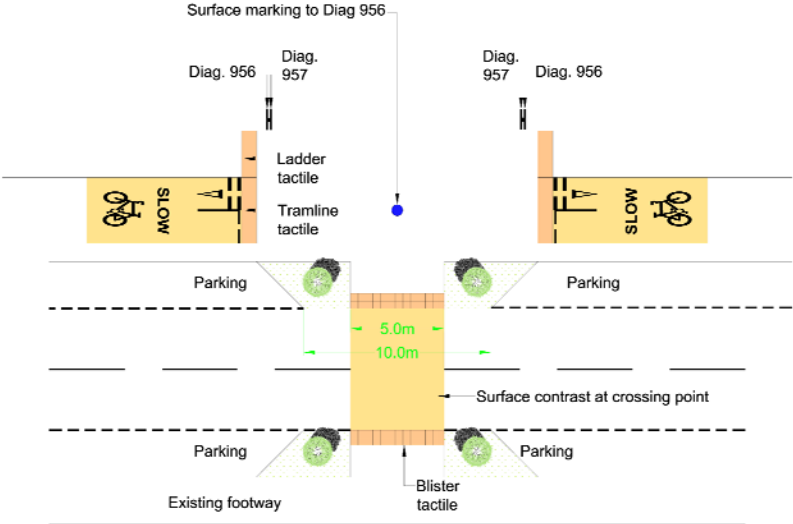 Surface marking to Diag 956
Diag. 956
Diag.
957
Diag.
957
Diag. 956
Ladder
tactile
SLOW
Tramline
tactile
SLOW
Parking
Parking
5.0m
10.0m
Surface contrast at crossing point
Parking
Parking
Blister
tactile
Existing footway